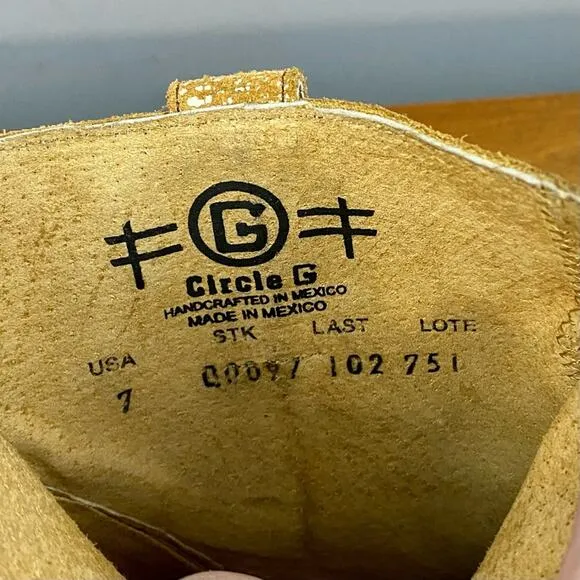 G
Circle G
HANDCRAFTED IN MEXICO
MADE IN MEXICO
STK LAST LOTE
USA
7 102 751